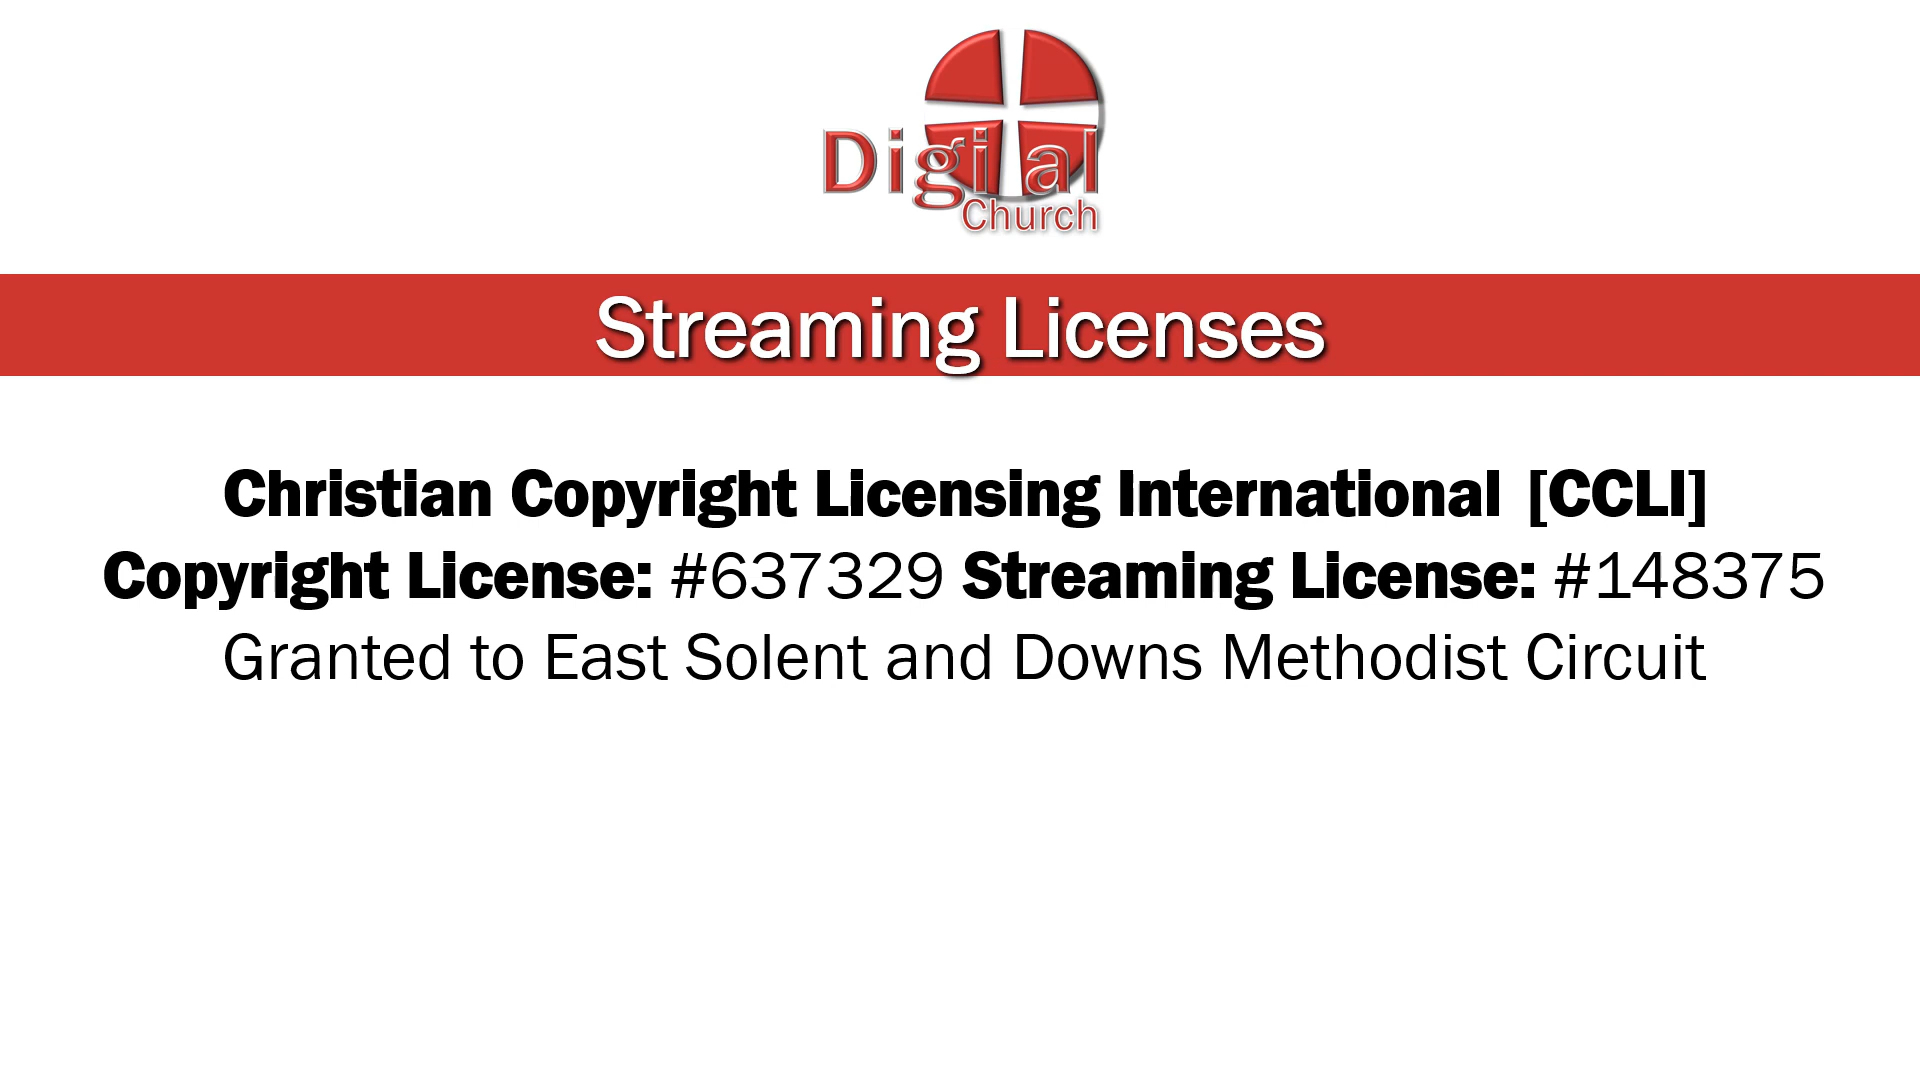 Digital
Church
Streaming Licenses
Christian Copyright Licensing International [CCLI]
Copyright License: #637329 Streaming License: #148375
Granted to East Solent and Downs Methodist Circuit